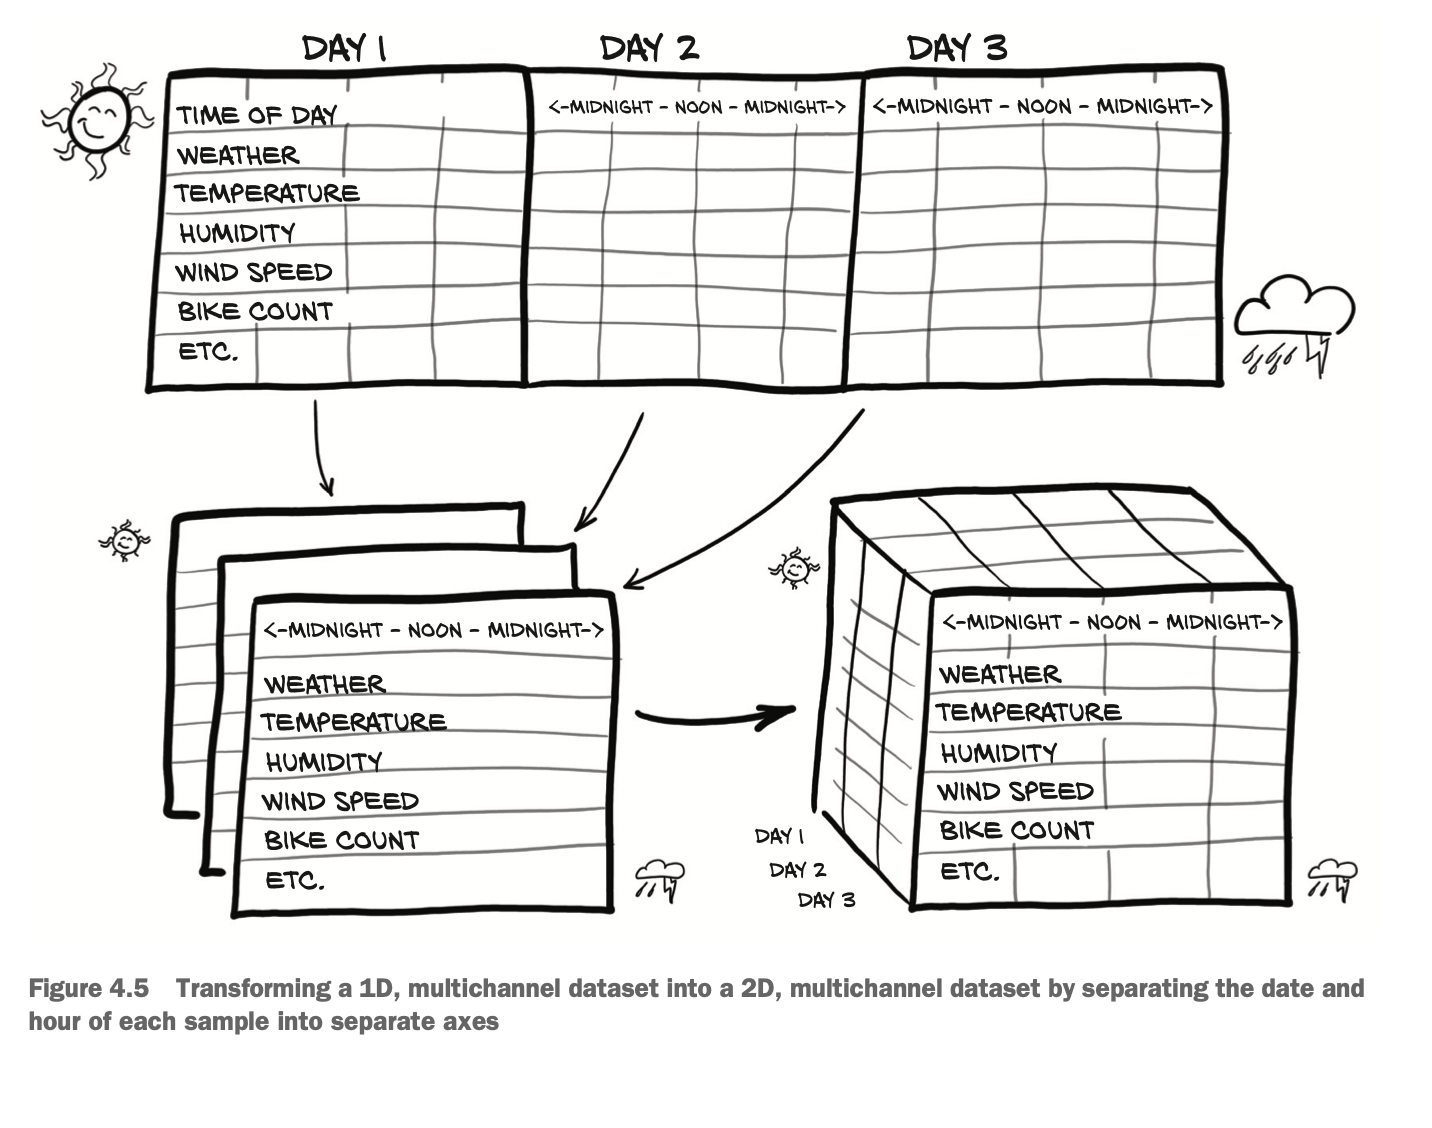 DAY 1 DAY 2 DAY 3
TIME OF DAY <-MIDNIGHT - NOON - MIDNIGHT-> <-MIDNIGHT - NOON - MIDNIGHT->
WEATHER
TEMPERATURE
HUMIDITY
WIND SPEED
BIKE COUNT
ETC.
<-MIDNIGHT - NOON - MIDNIGHT->
WEATHER
TEMPERATURE
HUMIDITY
WIND SPEED
BIKE COUNT
ETC.
<-MIDNIGHT - NOON - MIDNIGHT->
WEATHER
TEMPERATURE
HUMIDITY
WIND SPEED
BIKE COUNT
ETC.
DAY 1
DAY 2
DAY 3
Figure 4.5 Transforming a 1D, multichannel dataset into a 2D, multichannel dataset by separating the date and
hour of each sample into separate axes